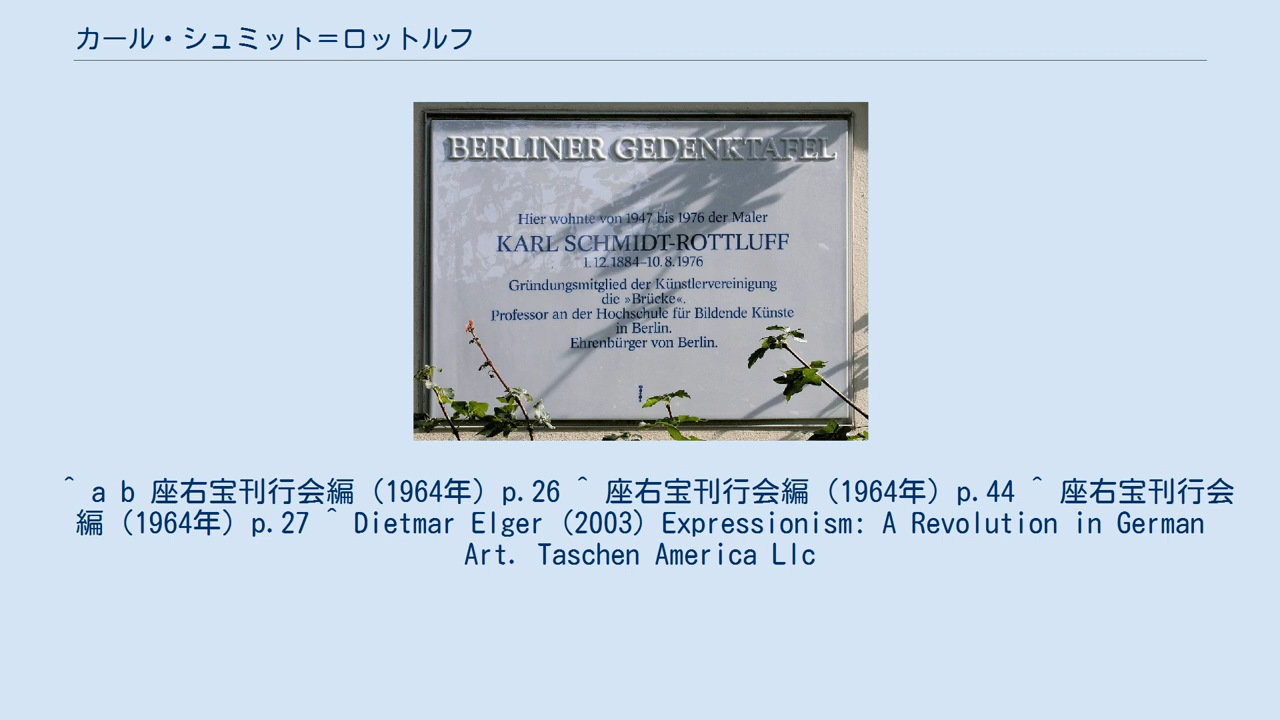 カール・シュミット＝ロットルフ
BERLINER GEDENKTAFEL
Hier wohnte von 1947 bis 1976 der Maler
KARL SCHMIDT-ROTTLUFF
1.12.1884–10.8.1976
Gründungsmitglied der Künstlervereinigung
die »Brücke«.
Professor an der Hochschule für Bildende Künste
in Berlin.
Ehrenbürger von Berlin.
^ a b 座右宝刊行会編（1964年）p.26 ^ 座右宝刊行会編（1964年）p.44 ^ 座右宝刊行会
編（1964年）p.27 ^ Dietmar Elger (2003) Expressionism: A Revolution in German
Art. Taschen America Llc